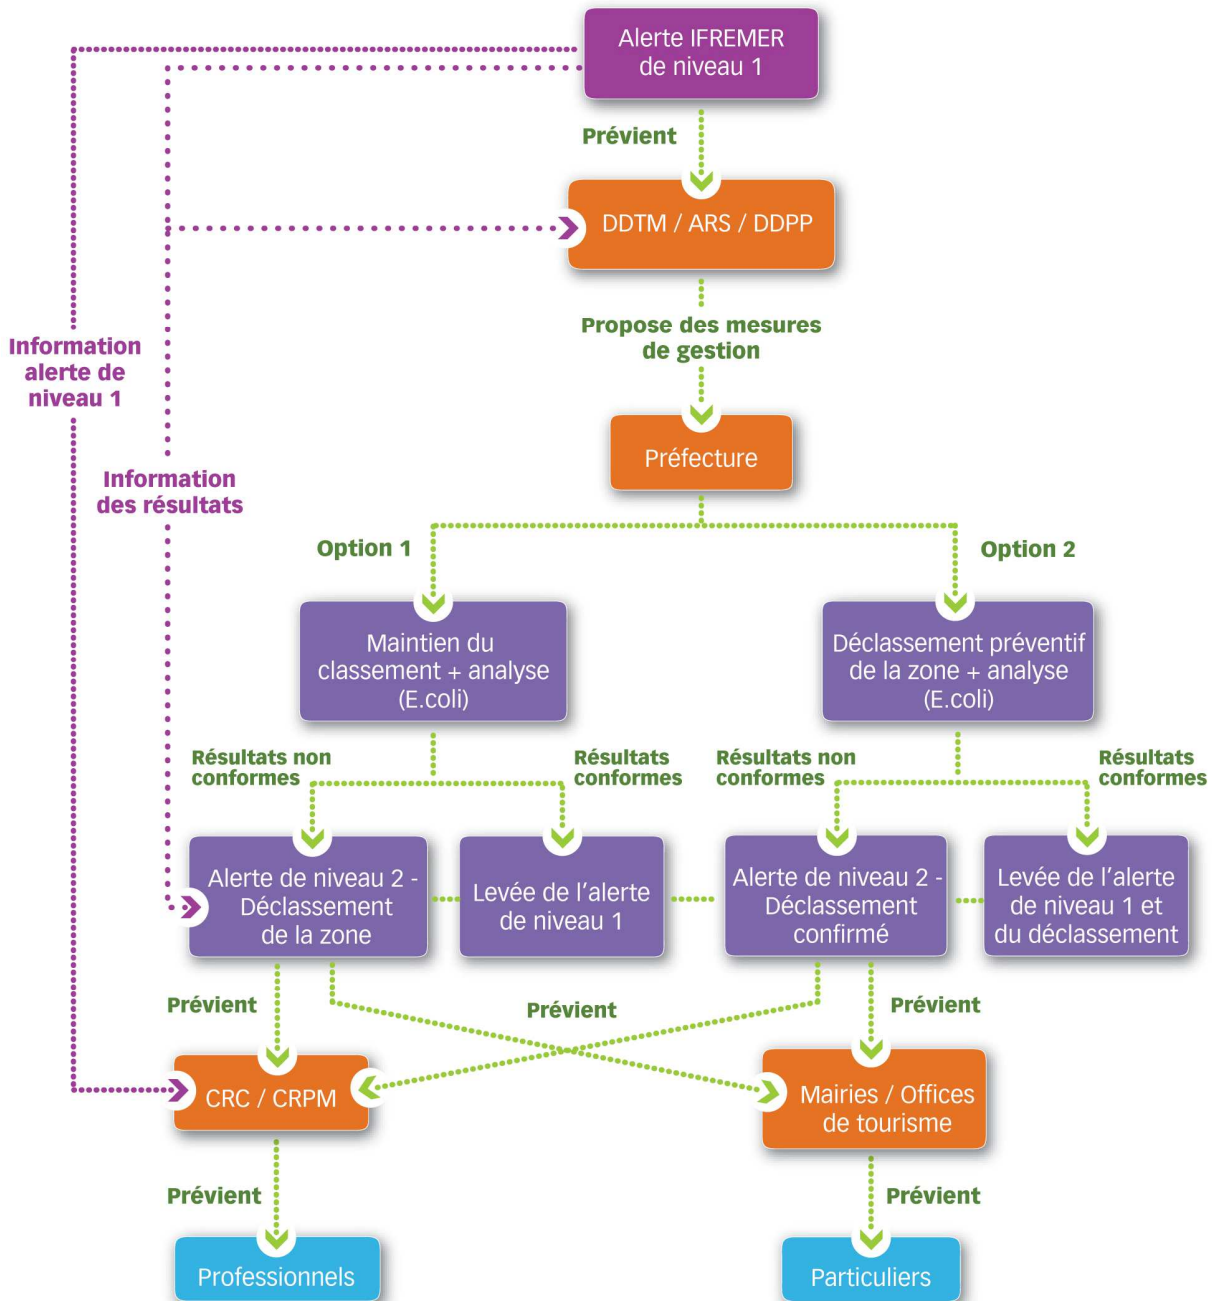 Alerte IFREMER
de niveau 1
Prévient
DDTM / ARS / DDPP
Information
alerte de
niveau 1
Propose des mesures
de gestion
Préfecture
Information
des résultats
Option 1
Option 2
Maintien du
classement + analyse
(E.coli)
Déclassement préventif
de la zone + analyse
(E.coli)
Résultats non
conformes
Résultats
conformes
Résultats non
conformes
Résultats
conformes
Alerte de niveau 2 -
Déclassement
de la zone
Levée de l'alerte
de niveau 1
Alerte de niveau 2 -
Déclassement
confirmé
Levée de l'alerte
de niveau 1 et
du déclassement
Prévient
Prévient
Prévient
CRC / CRPM
Mairies / Offices
de tourisme
Prévient
Prévient
Professionnels
Particuliers